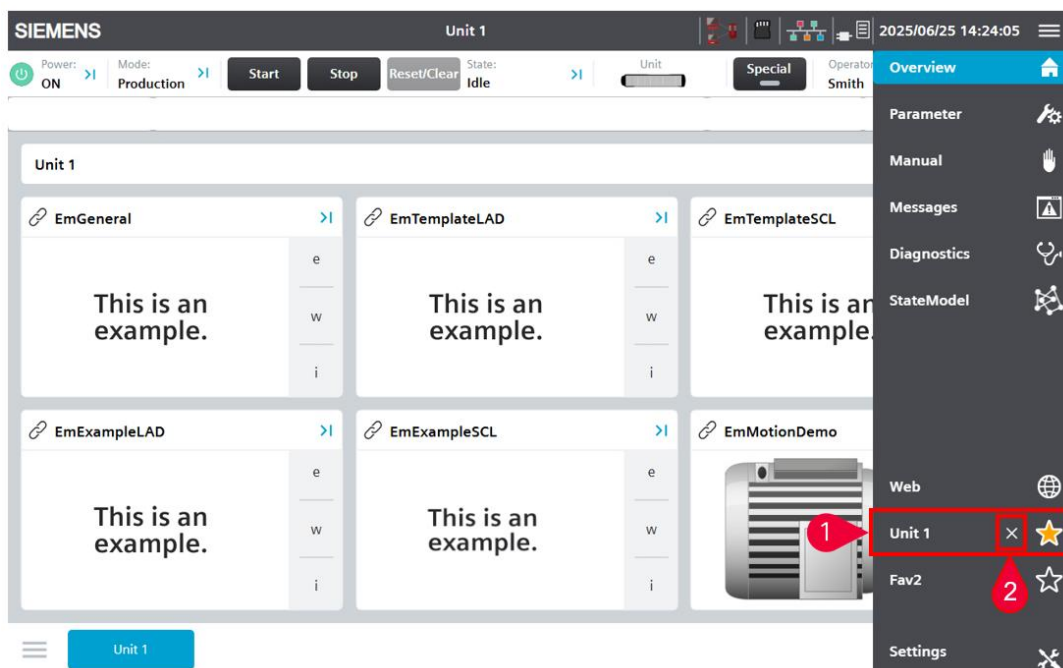 SIEMENS
Unit 1
2025/06/25 14:24:05
Power:
ON
Mode:
Production
Start
Stop
Reset/Clear
State:
Idle
Unit
Special
Operator
Smith
Overview
Parameter
Manual
Messages
Diagnostics
StateModel
Web
Unit 1
Fav2
Settings
1
2
Unit 1
EmGeneral
This is an
example.
e
w
i
EmTemplateLAD
This is an
example.
e
w
i
EmTemplateSCL
This is an
example.
EmExampleLAD
This is an
example.
e
w
i
EmExampleSCL
This is an
example.
e
w
i
EmMotionDemo
Unit 1